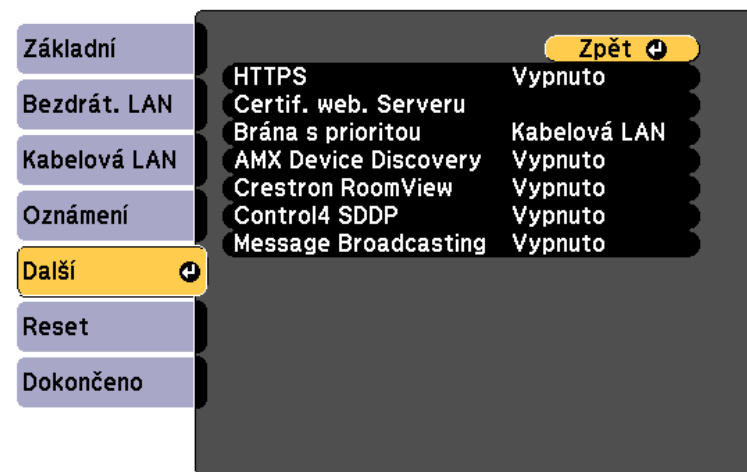 Základní
Bezdrát. LAN
Kabelová LAN
Oznámení
Další
Reset
Dokončeno
Zpět
HTTPS Vypnuto
Certif. web. Serveru
Brána s prioritou Kabelová LAN
AMX Device Discovery Vypnuto
Crestron RoomView Vypnuto
Control4 SDDP Vypnuto
Message Broadcasting Vypnuto